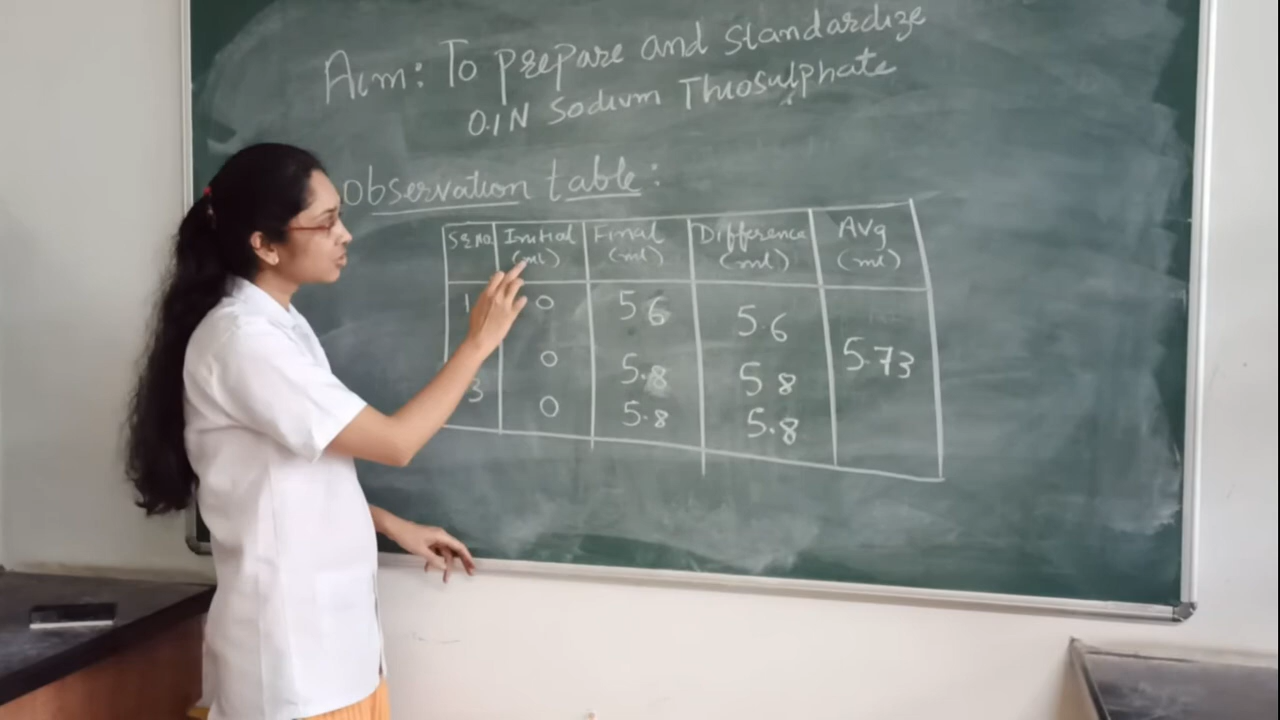 Aim: To prepare and standardize
0.1N Sodium Thiosulphate
observation table:
Sr.no Initial (ml) Final (ml) Difference (ml) Avg (ml)
1 0 5.6 5.6
0 5.8 5.8 5.73
3 0 5.8 5.8